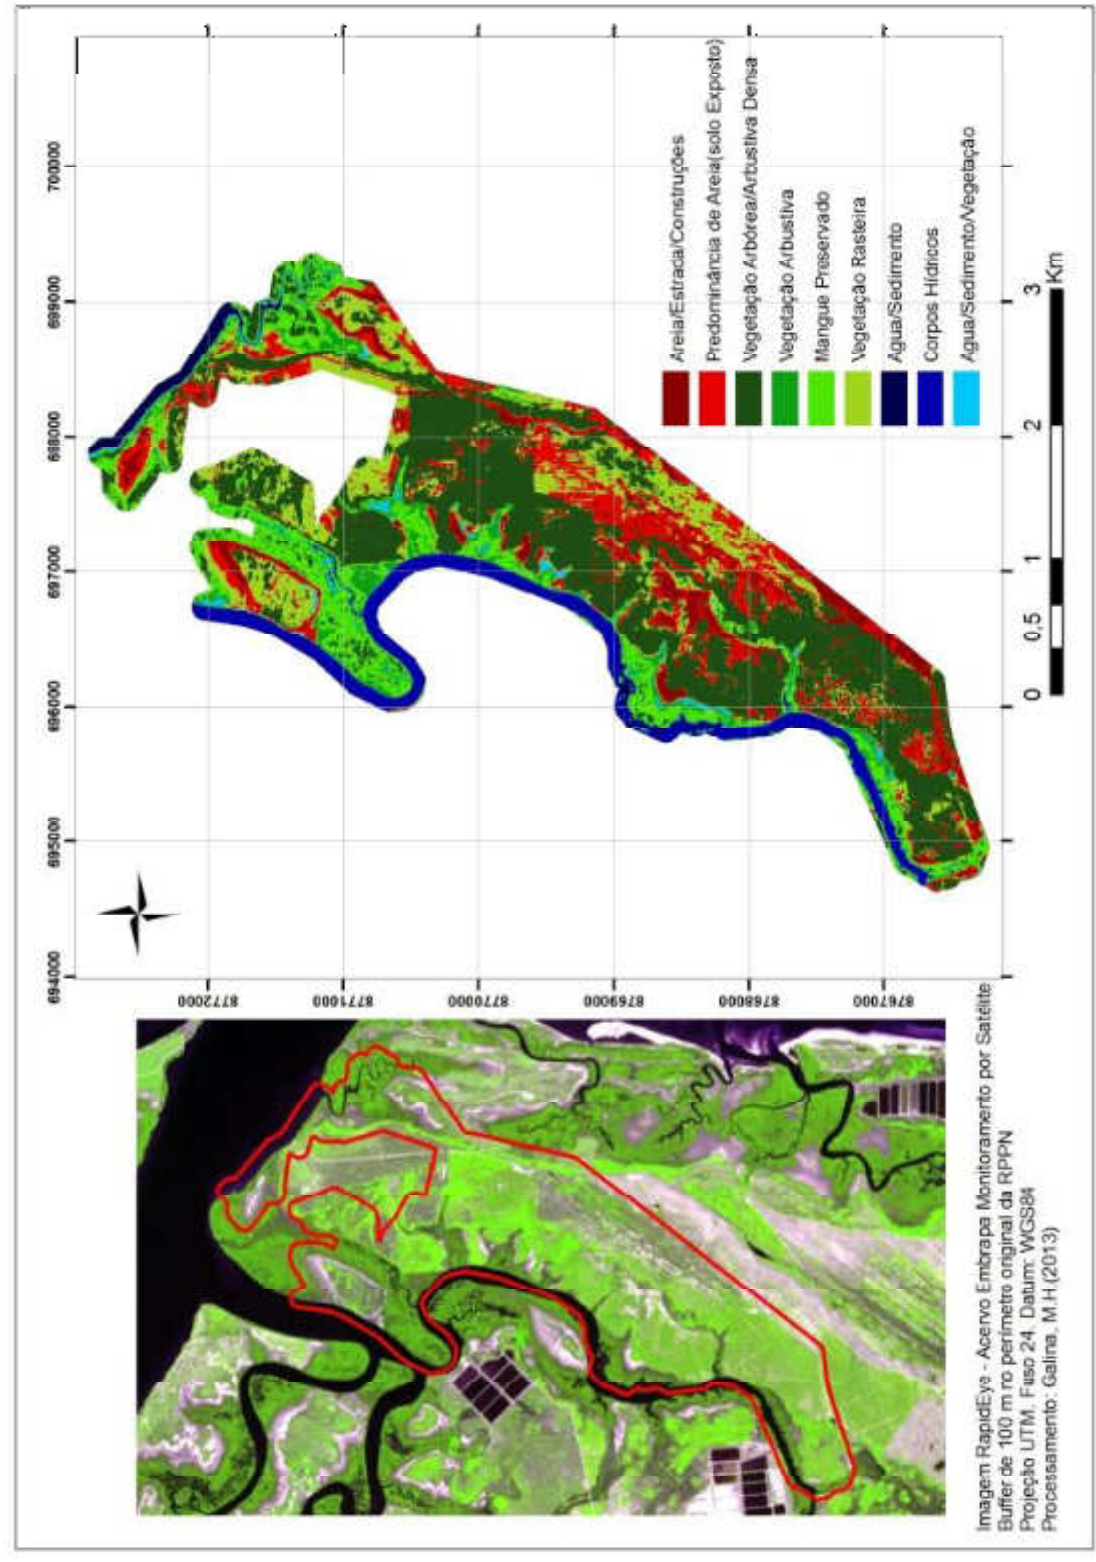 694000 695000 696000 697000 688000 699000 700000
8772000
8771000
8770000
8769000
8768000
8767000
Areia/Estrada/Construções
Predominância de Areia(solo Exposto)
Vegetação Arbórea/Arbustiva Densa
Vegetação Arbustiva
Mangue Preservado
Vegetação Rasteira
Agua/Sedimento
Corpos Hídricos
Agua/Sedimento/Vegetação
0 0,5 1 2 3
Km
Imagem RapidEye - Acervo Embrapa Monitoramento por Satélite
Buffer de 100 m no perímetro original da RPPN
Projeção UTM, Fuso 24, Datum: WGS84
Processamento: Galina, M.H.(2013)